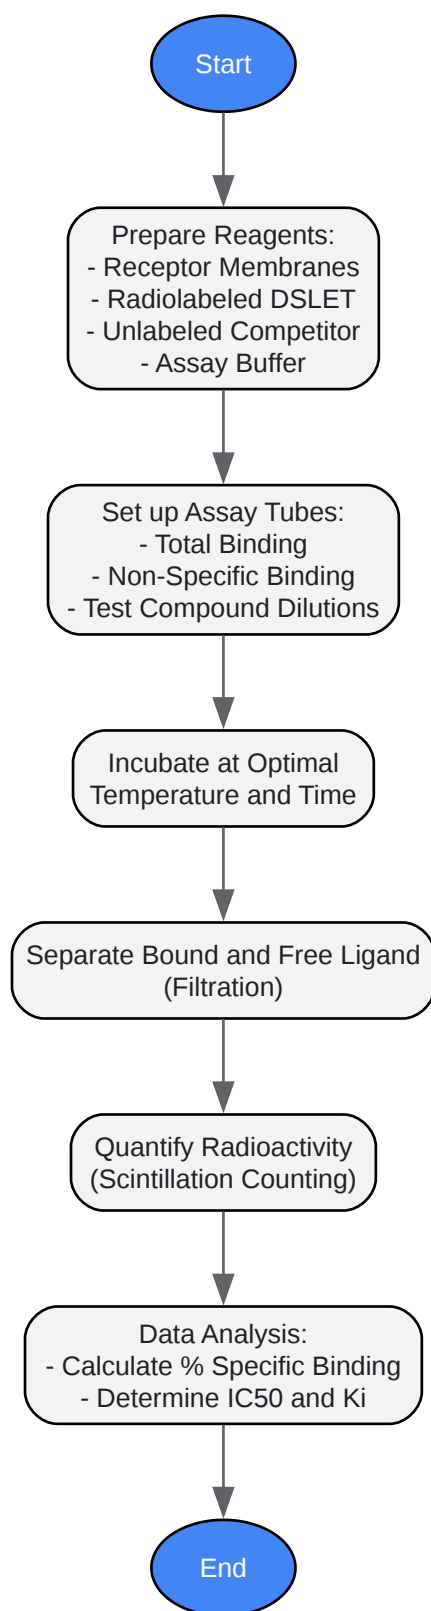 Start
Prepare Reagents:
- Receptor Membranes
- Radiolabeled DSLET
- Unlabeled Competitor
- Assay Buffer
Set up Assay Tubes:
- Total Binding
- Non-Specific Binding
- Test Compound Dilutions
Incubate at Optimal
Temperature and Time
Separate Bound and Free Ligand
(Filtration)
Quantify Radioactivity
(Scintillation Counting)
Data Analysis:
- Calculate % Specific Binding
- Determine IC50 and Ki
End